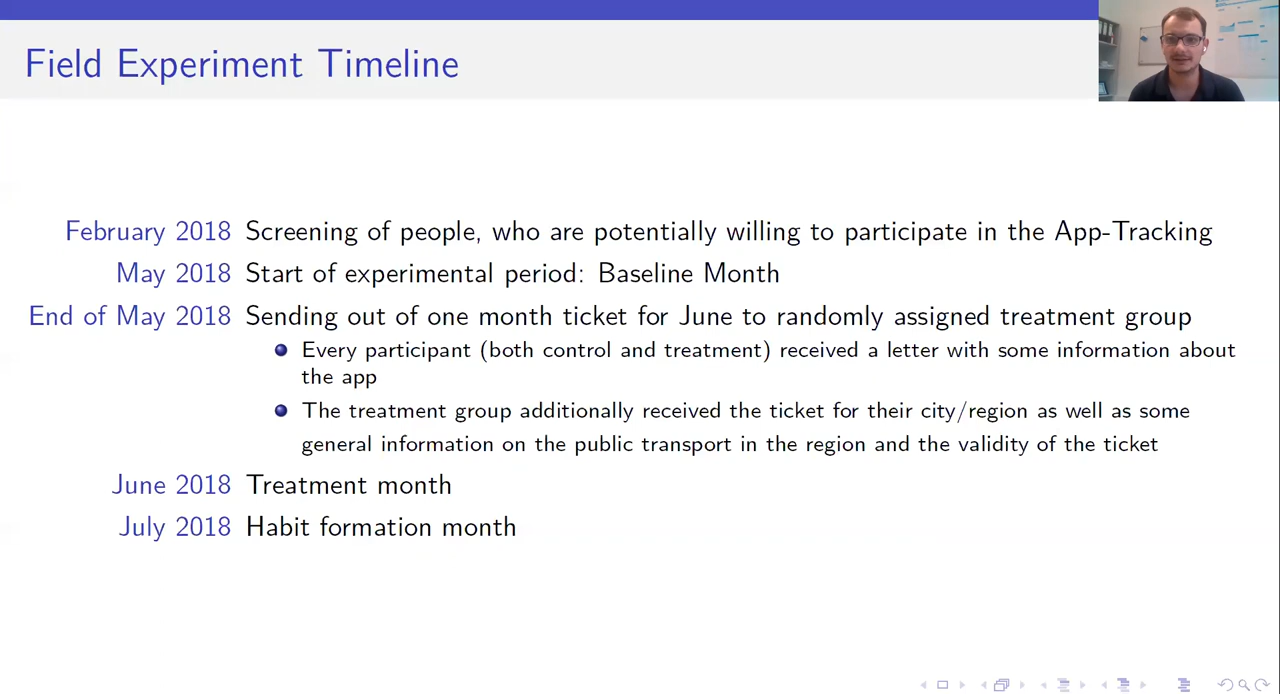 Field Experiment Timeline
February 2018 Screening of people, who are potentially willing to participate in the App-Tracking
May 2018 Start of experimental period: Baseline Month
End of May 2018 Sending out of one month ticket for June to randomly assigned treatment group
Every participant (both control and treatment) received a letter with some information about
the app
The treatment group additionally received the ticket for their city/region as well as some
general information on the public transport in the region and the validity of the ticket
June 2018 Treatment month
July 2018 Habit formation month